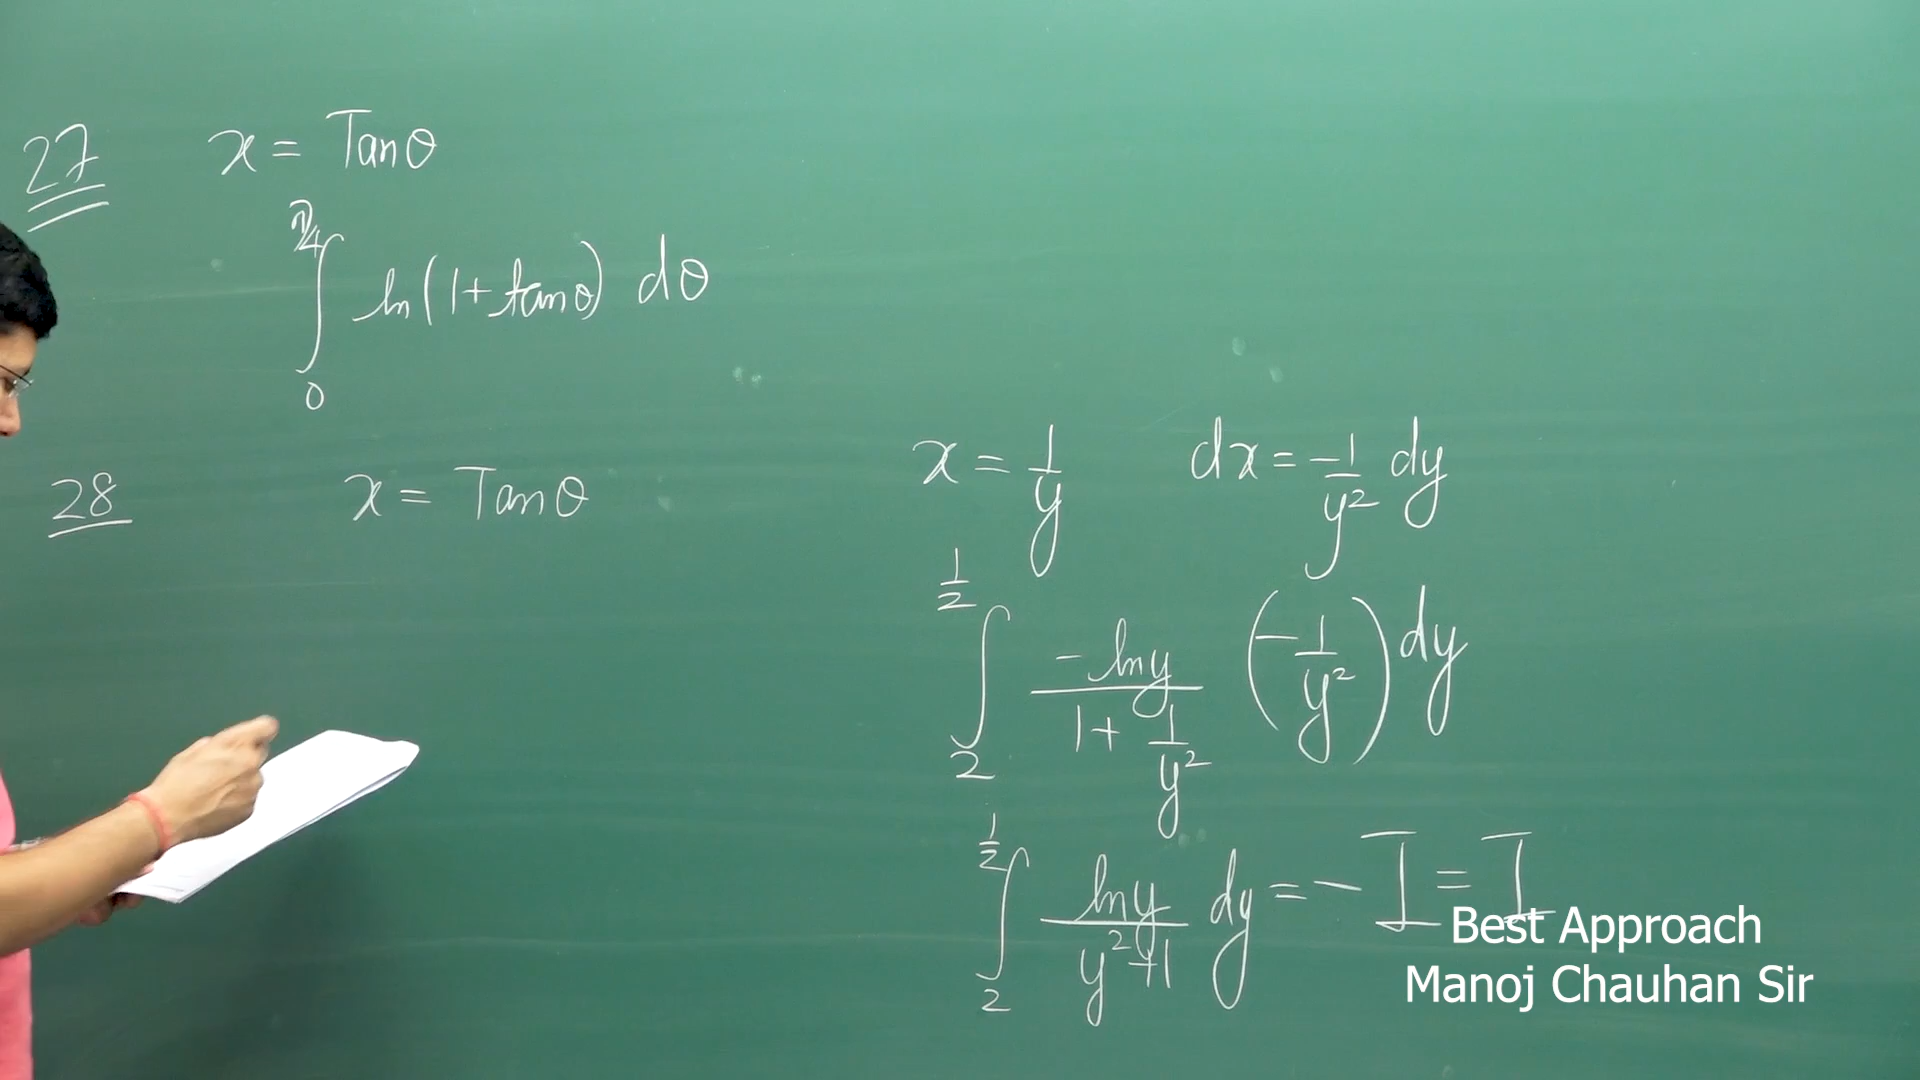 27 x = Tanθ
∫₀^{π/4} ln(1+tanθ) dθ
28 x = Tanθ
x = 1/y dx = -1/y² dy
∫₂^{1/2} -lny/(1+1/y²) (-1/y²) dy
∫₂^{1/2} lny/(y²+1) dy = -I = I
Best Approach
Manoj Chauhan Sir